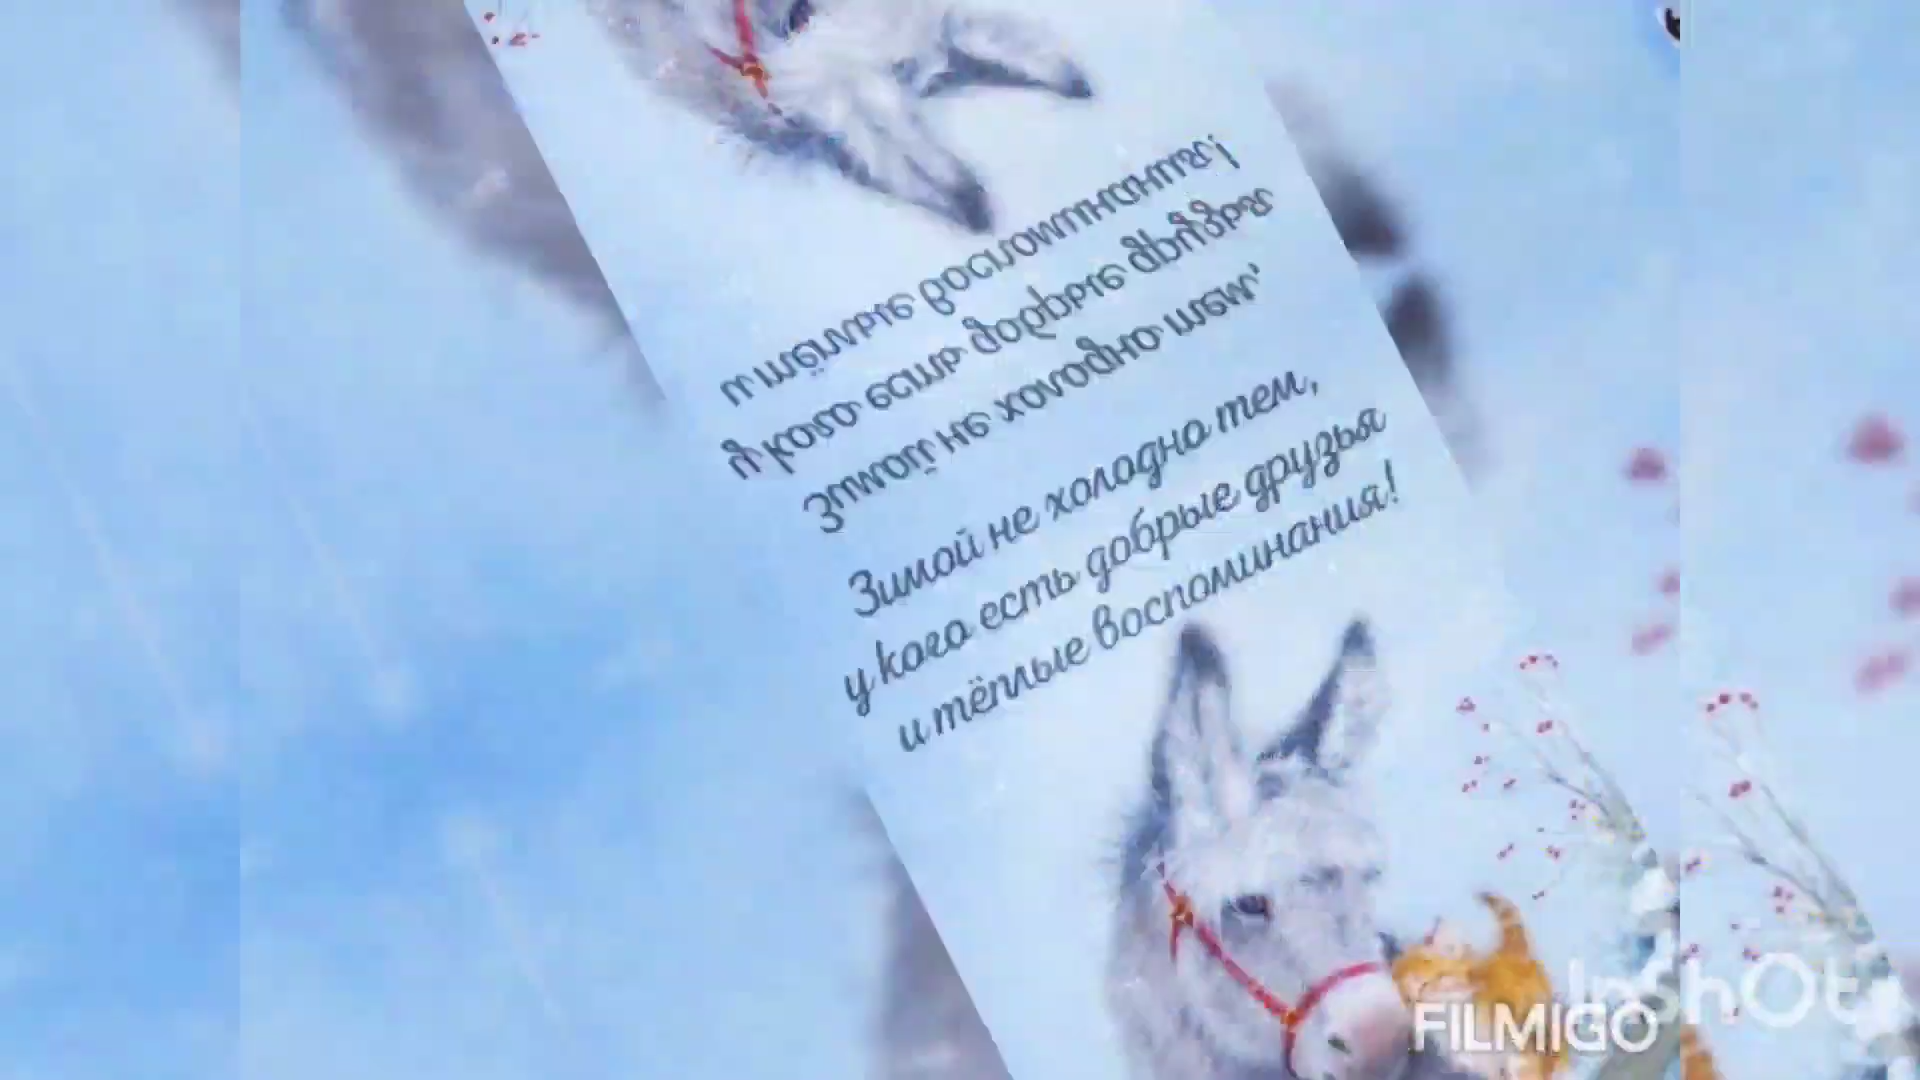 Зимой не холодно тем,
у кого есть добрые друзья
и тёплые воспоминания!
FILMIGO
InShOt